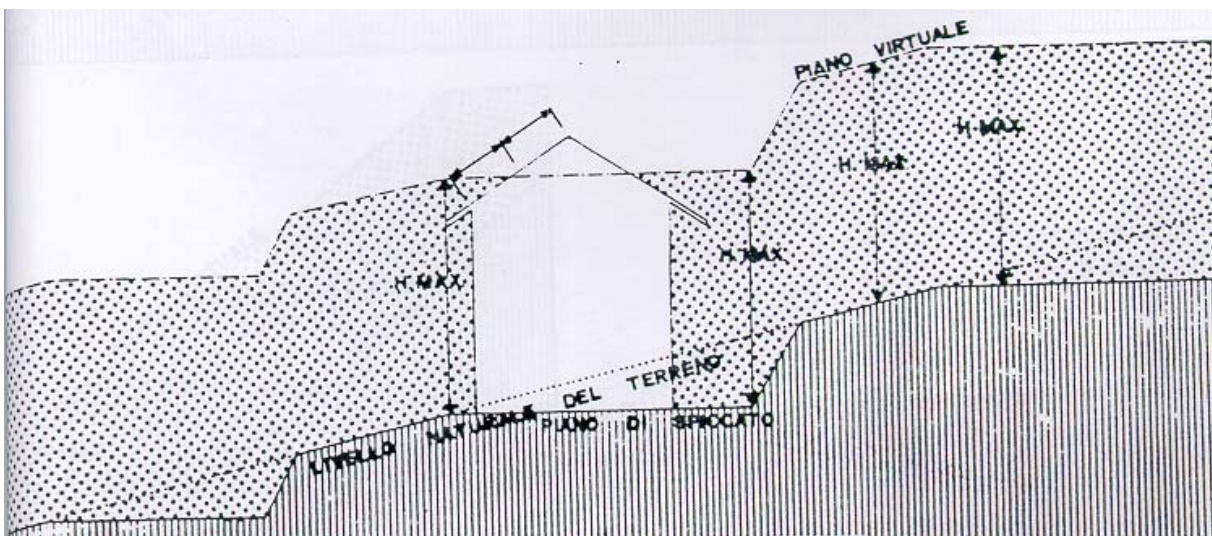 PIANO VIRTUALE
H. MAX.
H. MAX.
H. MAX.
H. MAX.
LIVELLO NATURALE DEL TERRENO
PIANO DI SPICCATO